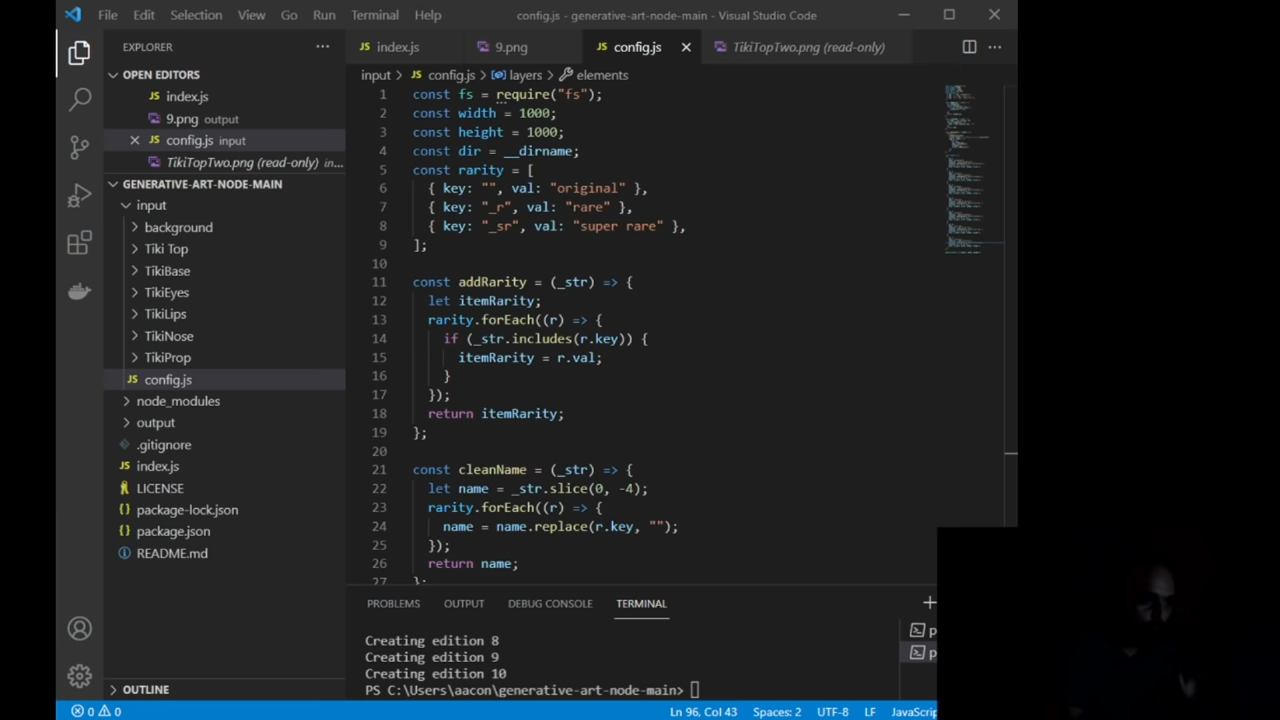 File Edit Selection View Go Run Terminal Help config.js - generative-art-node-main - Visual Studio Code
EXPLORER
OPEN EDITORS
JS index.js
9.png output
JS config.js input
TikiTopTwo.png (read-only) in...
GENERATIVE-ART-NODE-MAIN
input
background
Tiki Top
TikiBase
TikiEyes
TikiLips
TikiNose
TikiProp
JS config.js
node_modules
output
.gitignore
JS index.js
LICENSE
{} package-lock.json
{} package.json
README.md
OUTLINE
JS index.js 9.png JS config.js TikiTopTwo.png (read-only)
input > JS config.js > layers > elements
1 const fs = require("fs");
2 const width = 1000;
3 const height = 1000;
4 const dir = __dirname;
5 const rarity = [
6 { key: "", val: "original" },
7 { key: "_r", val: "rare" },
8 { key: "_sr", val: "super rare" },
9 ];
10
11 const addRarity = (_str) => {
12 let itemRarity;
13 rarity.forEach((r) => {
14 if (_str.includes(r.key)) {
15 itemRarity = r.val;
16 }
17 });
18 return itemRarity;
19 };
20
21 const cleanName = (_str) => {
22 let name = _str.slice(0, -4);
23 rarity.forEach((r) => {
24 name = name.replace(r.key, "");
25 });
26 return name;
27 };
PROBLEMS OUTPUT DEBUG CONSOLE TERMINAL
Creating edition 8
Creating edition 9
Creating edition 10
PS C:\Users\aacon\generative-art-node-main>
p
p
0 0 Ln 96, Col 43 Spaces: 2 UTF-8 LF JavaScrip